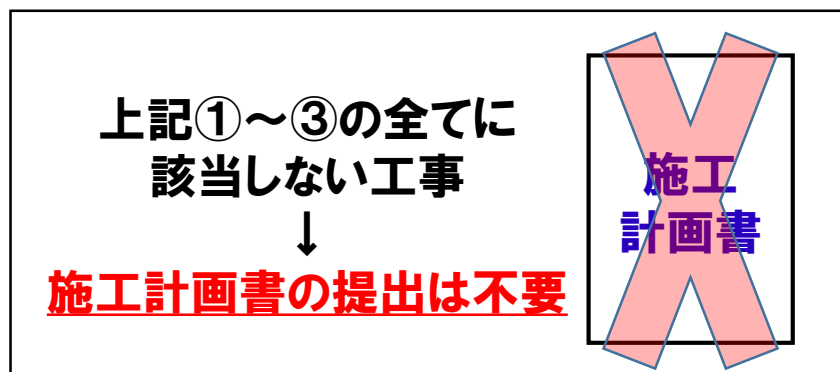 上記①～③の全てに
該当しない工事
↓
施工計画書の提出は不要
施工
計画書